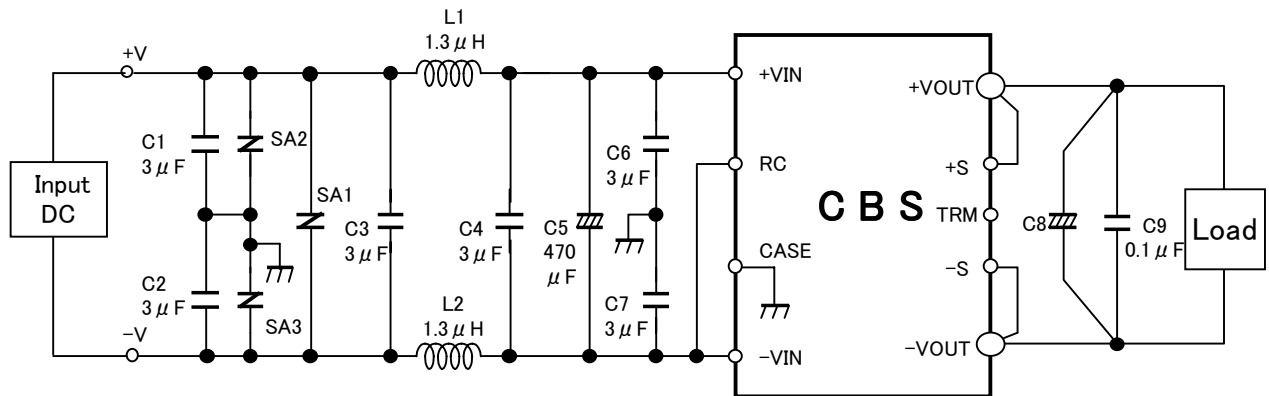 L1
1.3μH
+V
+VIN
+VOUT
C1
3μF
SA2
C6
3μF
RC
+S
Input
DC
SA1
C3
3μF
C4
3μF
C5
470
μF
CBS
TRM
C8
C9
0.1μF
Load
CASE
-S
C2
3μF
SA3
C7
3μF
L2
1.3μH
-V
-VIN
-VOUT